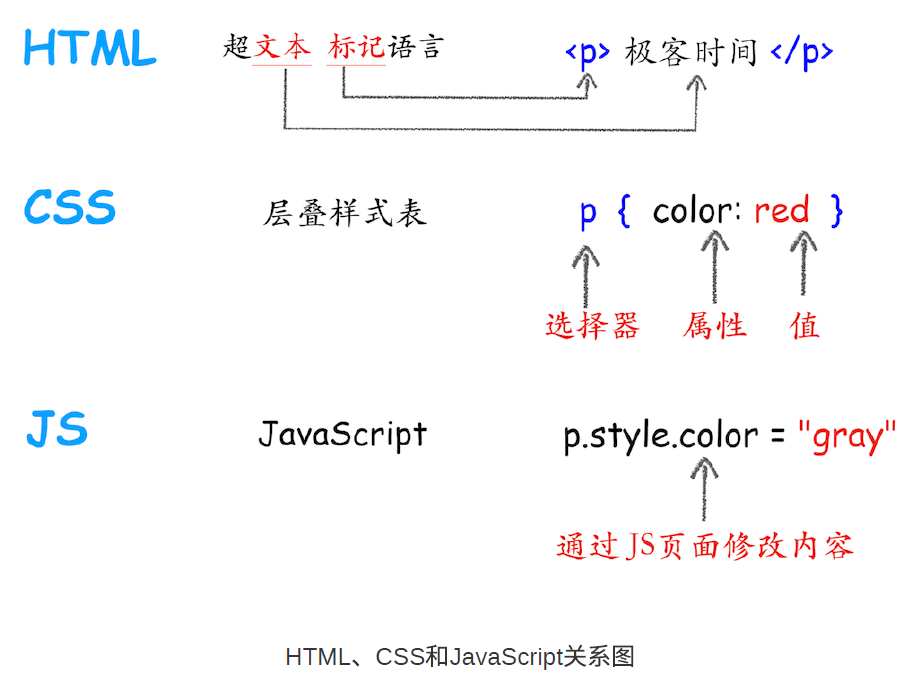 HTML 超文本 标记语言 <p> 极客时间 </p>
CSS 层叠样式表 p { color: red }
选择器 属性 值
JS JavaScript p.style.color = "gray"
通过JS页面修改内容
HTML、CSS和JavaScript关系图